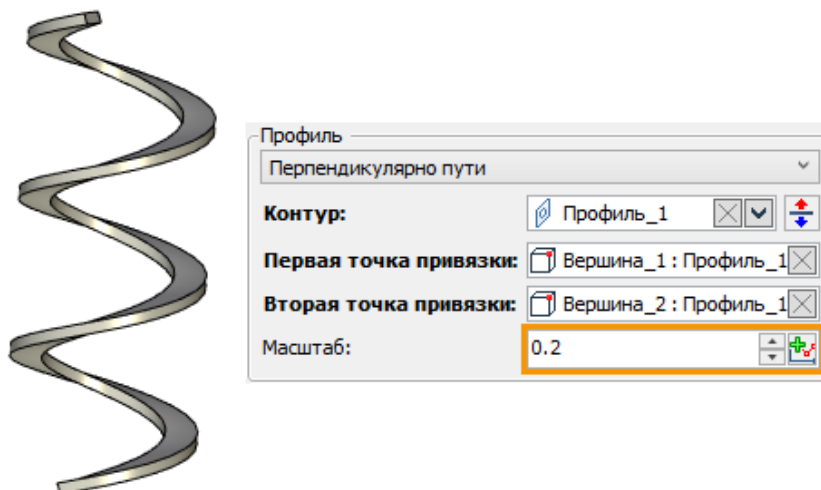 Профиль
Перпендикулярно пути
Контур: Профиль_1
Первая точка привязки: Вершина_1 : Профиль_1
Вторая точка привязки: Вершина_2 : Профиль_1
Масштаб: 0.2